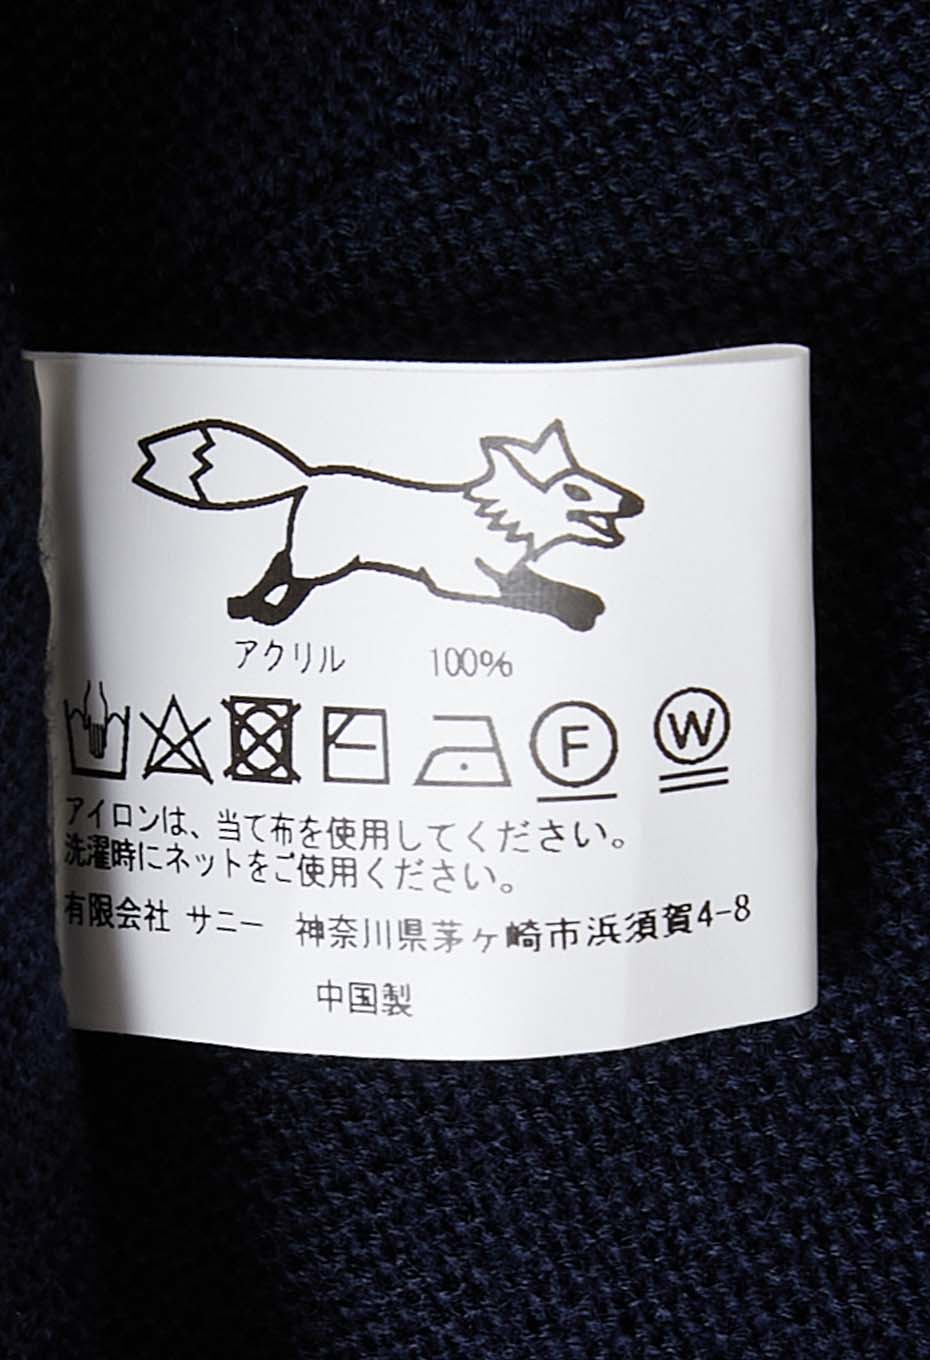 アクリル 100%
F W
アイロンは、当て布を使用してください。
洗濯時にネットをご使用ください。
有限会社 サニー 神奈川県茅ヶ崎市浜須賀4-8
中国製